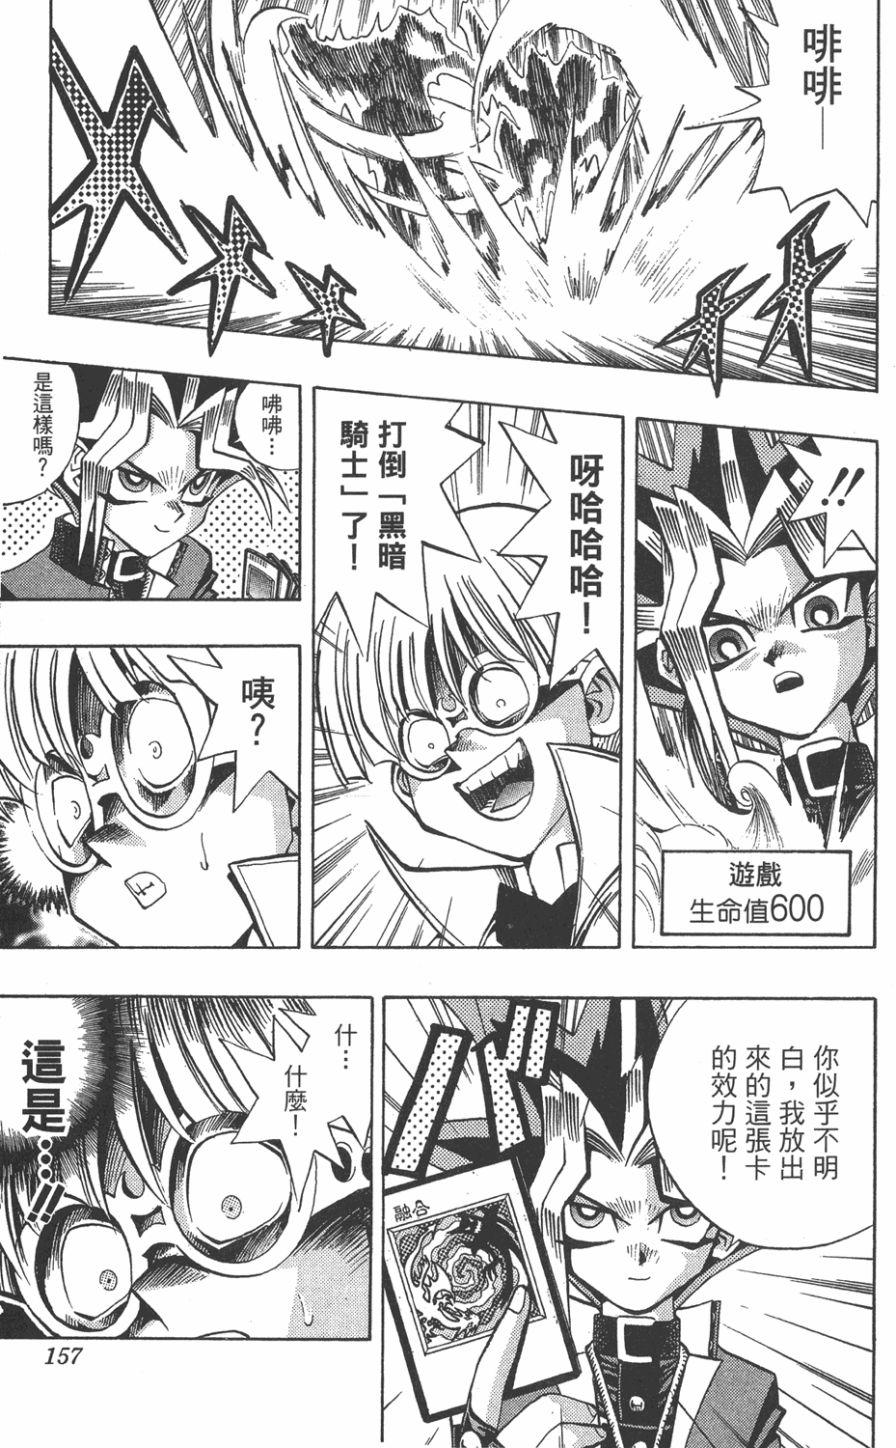 啡啡——
!!
遊戲
生命值600
呀哈哈哈！
打倒「黑暗
騎士」了！
咈咈…
是這樣嗎？
咦？
你似乎不明
白，我放出
來的這張卡
的效力呢！
融合
什…
什麼！
這是…!!
157